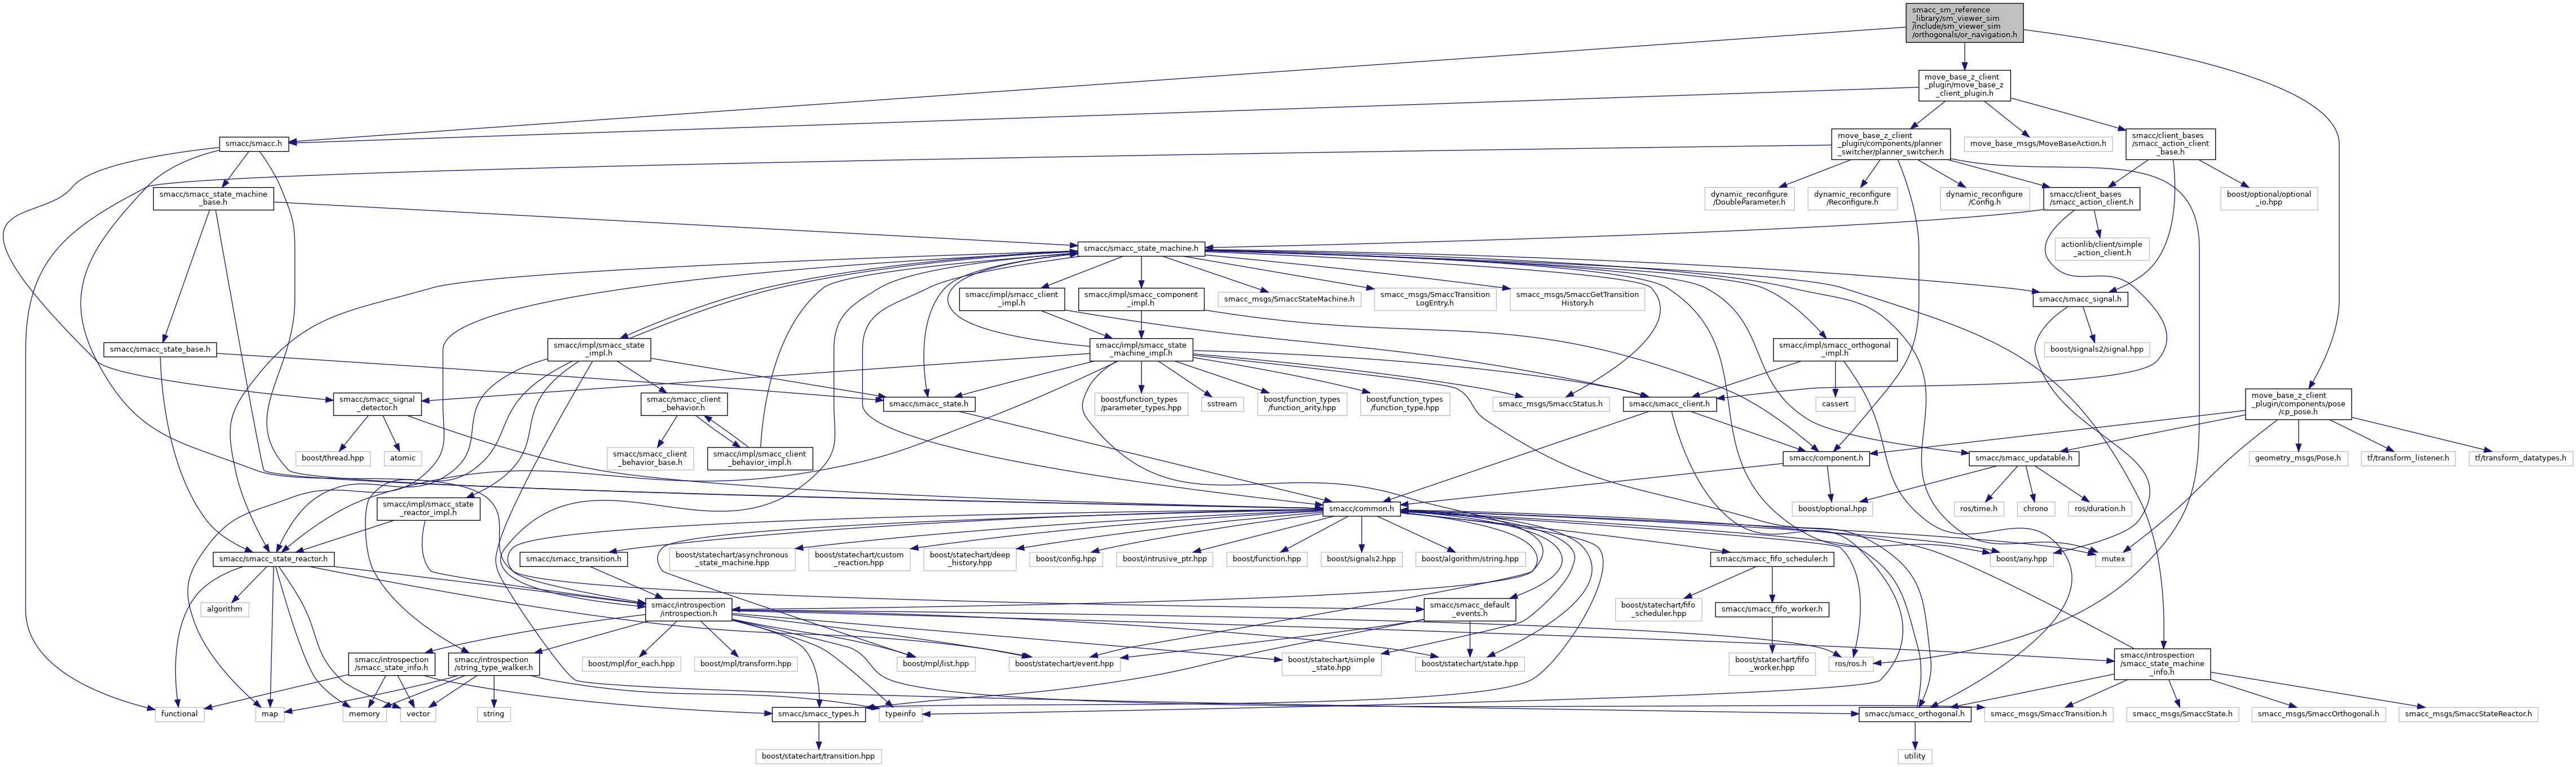 smacc_sm_reference
_library/sm_viewer_sim
/include/sm_viewer_sim
/orthogonals/or_navigation.h
move_base_z_client
_plugin/move_base_z
_client_plugin.h
smacc/smacc.h
move_base_z_client
_plugin/components/planner
_switcher/planner_switcher.h
move_base_msgs/MoveBaseAction.h
smacc/client_bases
/smacc_action_client
_base.h
smacc/smacc_state_machine
_base.h
dynamic_reconfigure
/DoubleParameter.h
dynamic_reconfigure
/Reconfigure.h
dynamic_reconfigure
/Config.h
smacc/client_bases
/smacc_action_client.h
boost/optional/optional
_io.hpp
smacc/smacc_state_machine.h
actionlib/client/simple
_action_client.h
smacc/impl/smacc_client
_impl.h
smacc/impl/smacc_component
_impl.h
smacc_msgs/SmaccStateMachine.h
smacc_msgs/SmaccTransition
LogEntry.h
smacc_msgs/SmaccGetTransition
History.h
smacc/smacc_signal.h
smacc/smacc_state_base.h
smacc/impl/smacc_state
_impl.h
smacc/impl/smacc_state
_machine_impl.h
smacc/impl/smacc_orthogonal
_impl.h
boost/signals2/signal.hpp
smacc/smacc_signal
_detector.h
smacc/smacc_client
_behavior.h
smacc/smacc_state.h
boost/function_types
/parameter_types.hpp
sstream
boost/function_types
/function_arity.hpp
boost/function_types
/function_type.hpp
smacc_msgs/SmaccStatus.h
smacc/smacc_client.h
cassert
move_base_z_client
_plugin/components/pose
/cp_pose.h
boost/thread.hpp
atomic
smacc/smacc_client
_behavior_base.h
smacc/impl/smacc_client
_behavior_impl.h
smacc/component.h
smacc/smacc_updatable.h
geometry_msgs/Pose.h
tf/transform_listener.h
tf/transform_datatypes.h
smacc/impl/smacc_state
_reactor_impl.h
smacc/common.h
boost/optional.hpp
ros/time.h
chrono
ros/duration.h
smacc/smacc_state_reactor.h
smacc/smacc_transition.h
boost/statechart/asynchronous
_state_machine.hpp
boost/statechart/custom
_reaction.hpp
boost/statechart/deep
_history.hpp
boost/config.hpp
boost/intrusive_ptr.hpp
boost/function.hpp
boost/signals2.hpp
boost/algorithm/string.hpp
smacc/smacc_fifo_scheduler.h
boost/any.hpp
mutex
algorithm
smacc/introspection
/introspection.h
smacc/smacc_default
_events.h
boost/statechart/fifo
_scheduler.hpp
smacc/smacc_fifo_worker.h
smacc/introspection
/smacc_state_info.h
smacc/introspection
/string_type_walker.h
boost/mpl/for_each.hpp
boost/mpl/transform.hpp
boost/mpl/list.hpp
boost/statechart/event.hpp
boost/statechart/simple
_state.hpp
boost/statechart/state.hpp
boost/statechart/fifo
_worker.hpp
ros/ros.h
smacc/introspection
/smacc_state_machine
_info.h
functional
map
memory
vector
string
smacc/smacc_types.h
typeinfo
smacc/smacc_orthogonal.h
smacc_msgs/SmaccTransition.h
smacc_msgs/SmaccState.h
smacc_msgs/SmaccOrthogonal.h
smacc_msgs/SmaccStateReactor.h
boost/statechart/transition.hpp
utility